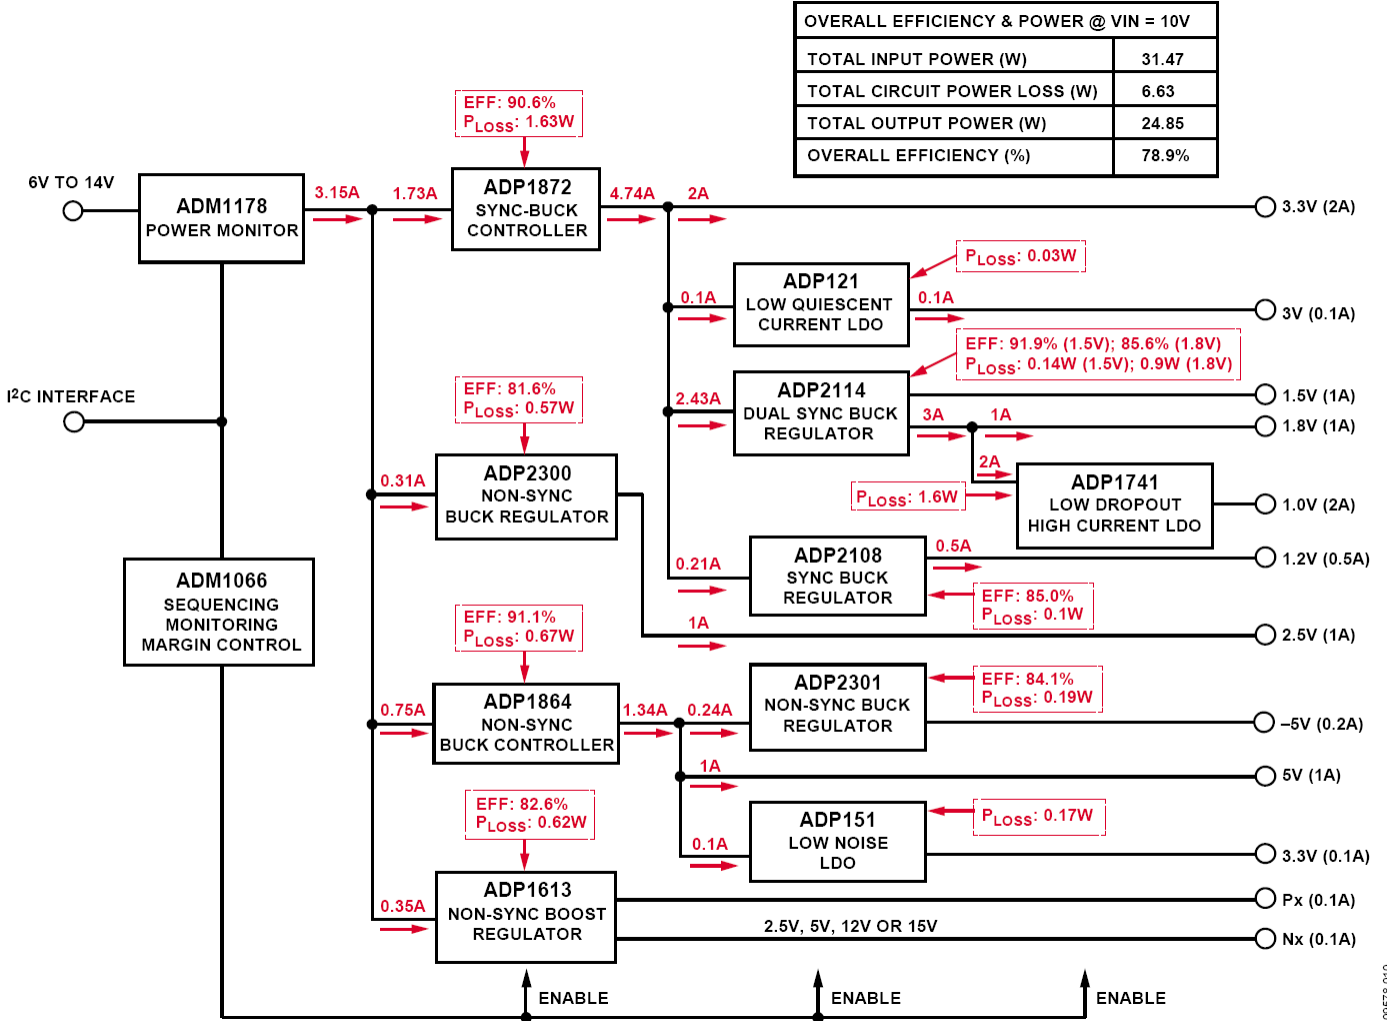 OVERALL EFFICIENCY & POWER @ VIN = 10V
TOTAL INPUT POWER (W) 31.47
TOTAL CIRCUIT POWER LOSS (W) 6.63
TOTAL OUTPUT POWER (W) 24.85
OVERALL EFFICIENCY (%) 78.9%
EFF: 90.6%
PLOSS: 1.63W
6V TO 14V
ADM1178
POWER MONITOR
3.15A
1.73A
ADP1872
SYNC-BUCK
CONTROLLER
4.74A
2A
3.3V (2A)
PLOSS: 0.03W
0.1A
ADP121
LOW QUIESCENT
CURRENT LDO
0.1A
3V (0.1A)
EFF: 91.9% (1.5V); 85.6% (1.8V)
PLOSS: 0.14W (1.5V); 0.9W (1.8V)
2.43A
ADP2114
DUAL SYNC BUCK
REGULATOR
3A
1A
1.5V (1A)
1.8V (1A)
I2C INTERFACE
EFF: 81.6%
PLOSS: 0.57W
2A
PLOSS: 1.6W
ADP1741
LOW DROPOUT
HIGH CURRENT LDO
1.0V (2A)
0.31A
ADP2300
NON-SYNC
BUCK REGULATOR
0.21A
ADP2108
SYNC BUCK
REGULATOR
0.5A
1.2V (0.5A)
EFF: 85.0%
PLOSS: 0.1W
ADM1066
SEQUENCING
MONITORING
MARGIN CONTROL
EFF: 91.1%
PLOSS: 0.67W
1A
2.5V (1A)
0.75A
ADP1864
NON-SYNC
BUCK CONTROLLER
1.34A
0.24A
ADP2301
NON-SYNC BUCK
REGULATOR
EFF: 84.1%
PLOSS: 0.19W
–5V (0.2A)
1A
5V (1A)
EFF: 82.6%
PLOSS: 0.62W
0.1A
ADP151
LOW NOISE
LDO
PLOSS: 0.17W
3.3V (0.1A)
0.35A
ADP1613
NON-SYNC BOOST
REGULATOR
Px (0.1A)
2.5V, 5V, 12V OR 15V
Nx (0.1A)
ENABLE
ENABLE
ENABLE